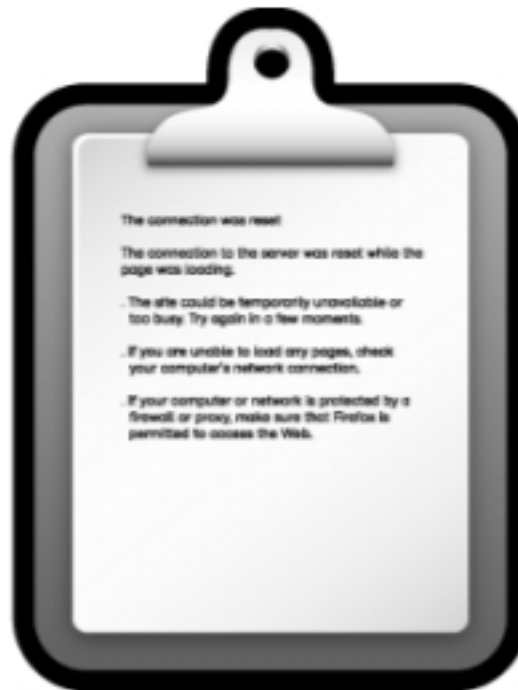 The connection was reset
The connection to the server was reset while the
page was loading.
. The site could be temporarily unavailable or
too busy. Try again in a few moments.
. If you are unable to load any pages, check
your computer's network connection.
. If your computer or network is protected by a
firewall or proxy, make sure that Firefox is
permitted to access the Web.